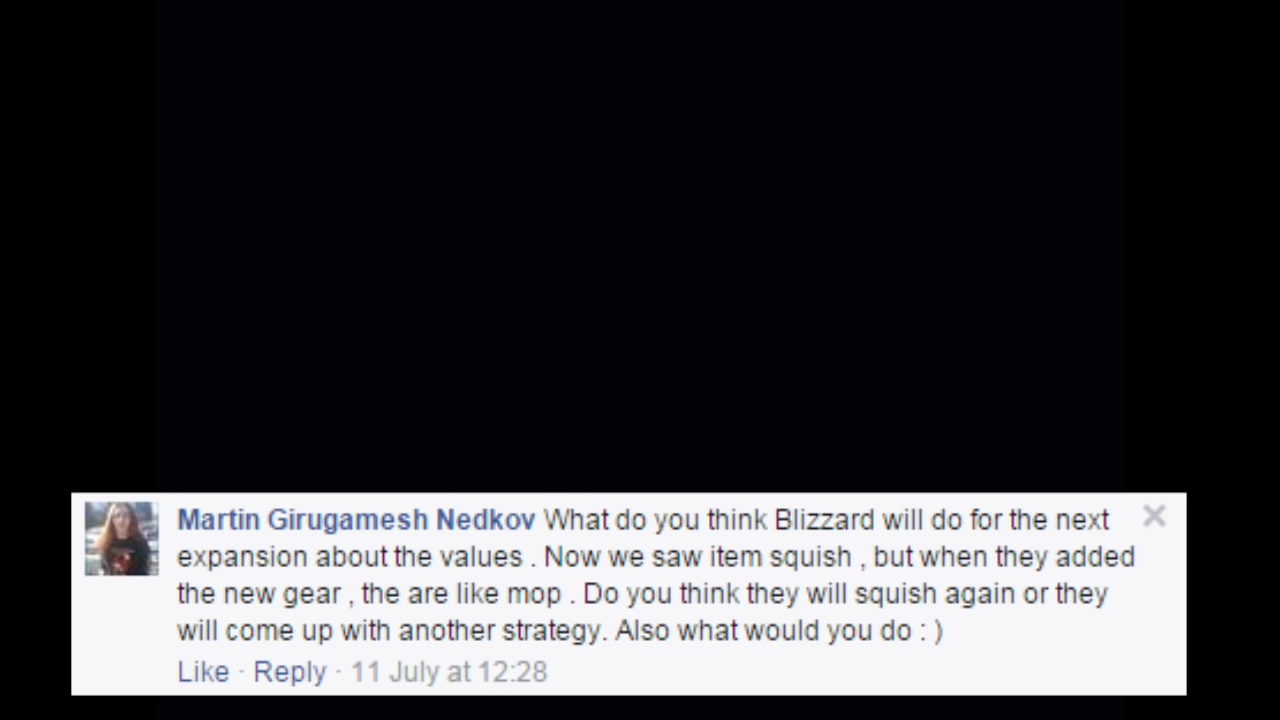 Martin Girugamesh Nedkov What do you think Blizzard will do for the next
expansion about the values . Now we saw item squish , but when they added
the new gear , the are like mop . Do you think they will squish again or they
will come up with another strategy. Also what would you do : )
Like · Reply · 11 July at 12:28